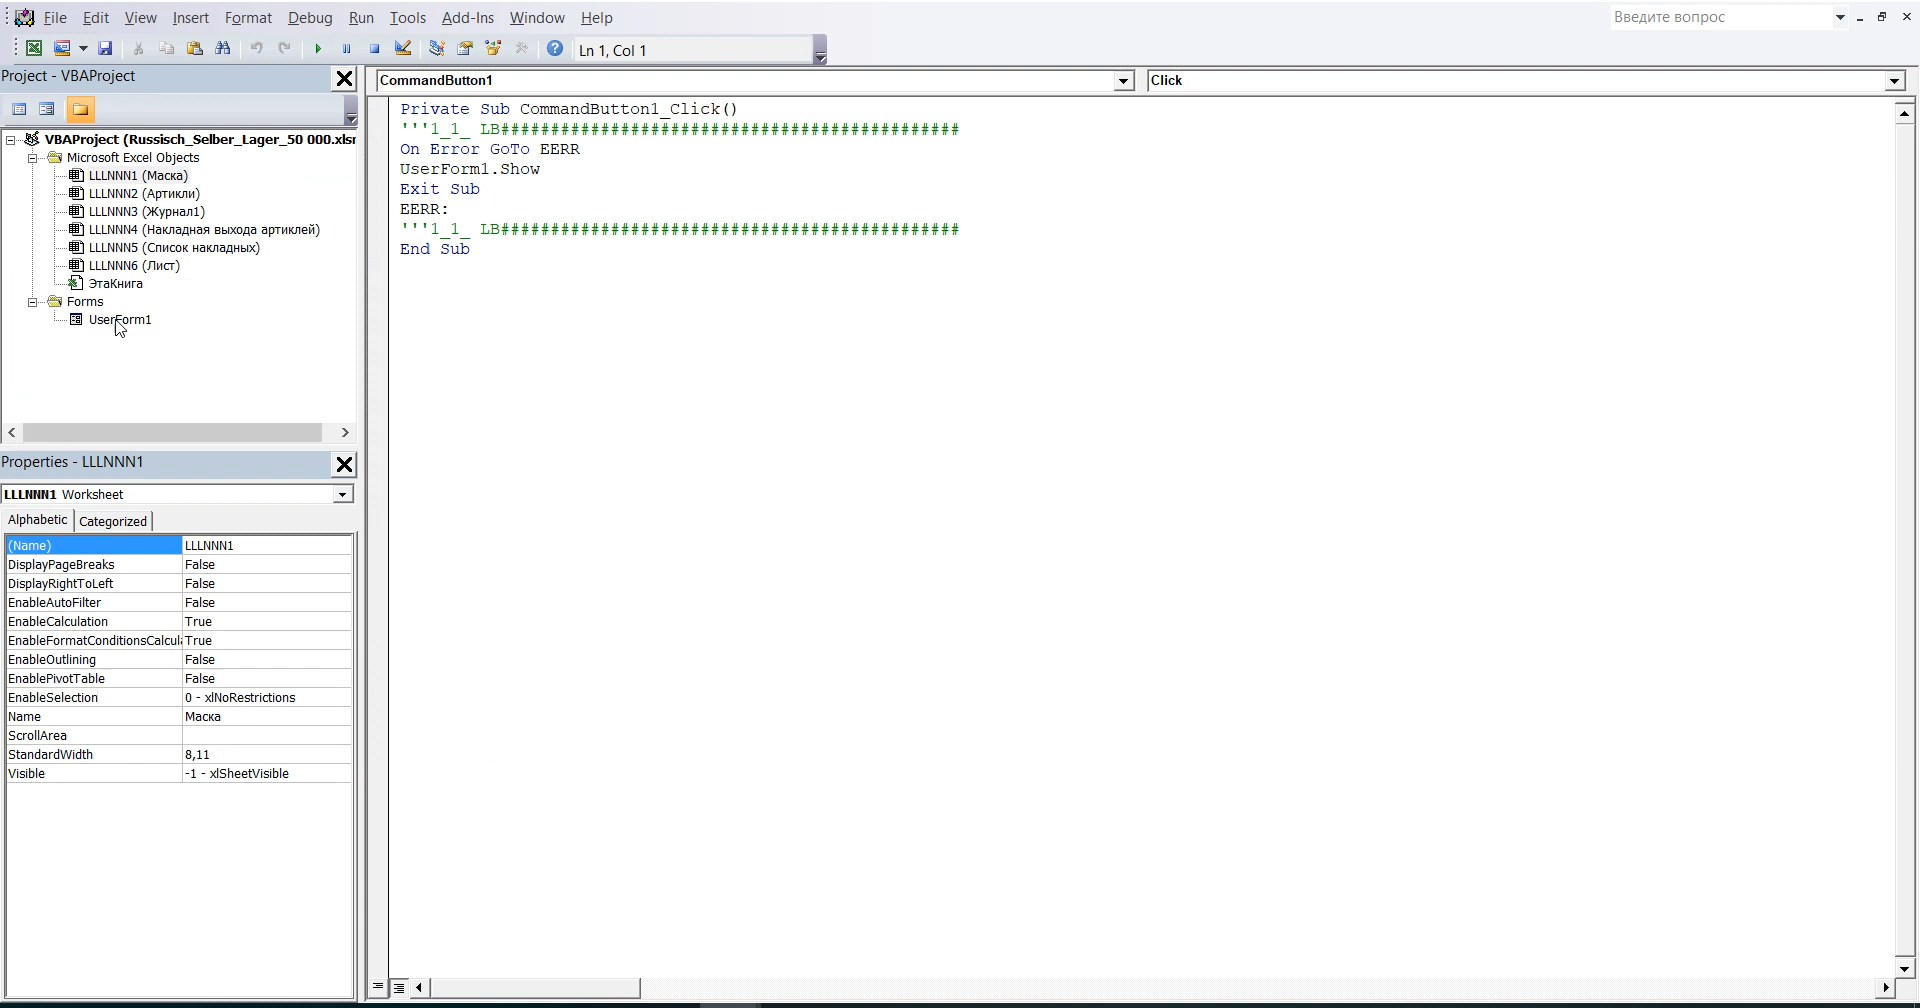 File Edit View Insert Format Debug Run Tools Add-Ins Window Help
Введите вопрос
Ln 1, Col 1
Project - VBAProject
VBAProject (Russisch_Selber_Lager_50 000.xlsm
Microsoft Excel Objects
LLLNNN1 (Маска)
LLLNNN2 (Артикли)
LLLNNN3 (Журнал1)
LLLNNN4 (Накладная выхода артиклей)
LLLNNN5 (Список накладных)
LLLNNN6 (Лист)
ЭтаКнига
Forms
UserForm1
Properties - LLLNNN1
LLLNNN1 Worksheet
Alphabetic Categorized
(Name) LLLNNN1
DisplayPageBreaks False
DisplayRightToLeft False
EnableAutoFilter False
EnableCalculation True
EnableFormatConditionsCalcula True
EnableOutlining False
EnablePivotTable False
EnableSelection 0 - xlNoRestrictions
Name Маска
ScrollArea
StandardWidth 8,11
Visible -1 - xlSheetVisible
CommandButton1 Click
Private Sub CommandButton1_Click()
'''1_1_ LB##############################################
On Error GoTo EERR
UserForm1.Show
Exit Sub
EERR:
'''1_1_ LB##############################################
End Sub